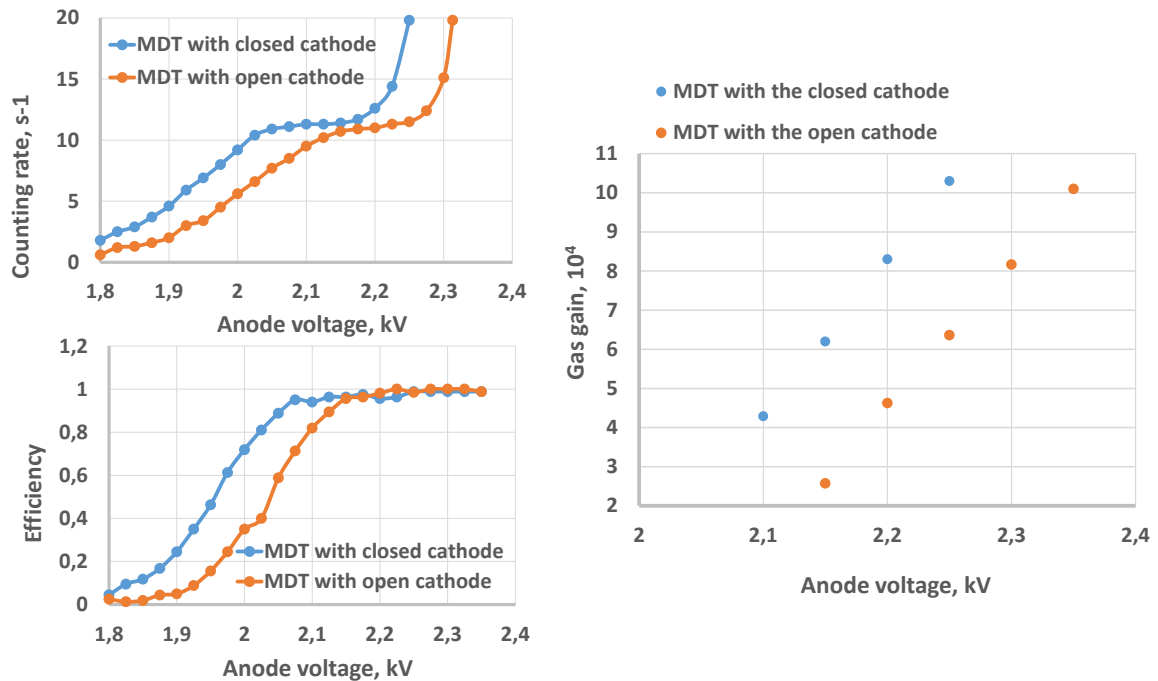 20
15
10
5
0
Counting rate, s-1
MDT with closed cathode
MDT with open cathode
1,8 1,9 2 2,1 2,2 2,3 2,4
Anode voltage, kV
1,2
1
0,8
0,6
0,4
0,2
0
Efficiency
MDT with closed cathode
MDT with open cathode
1,8 1,9 2 2,1 2,2 2,3 2,4
Anode voltage, kV
MDT with the closed cathode
MDT with the open cathode
11
10
9
8
7
6
5
4
3
2
Gas gain, 10⁴
2 2,1 2,2 2,3 2,4
Anode voltage, kV